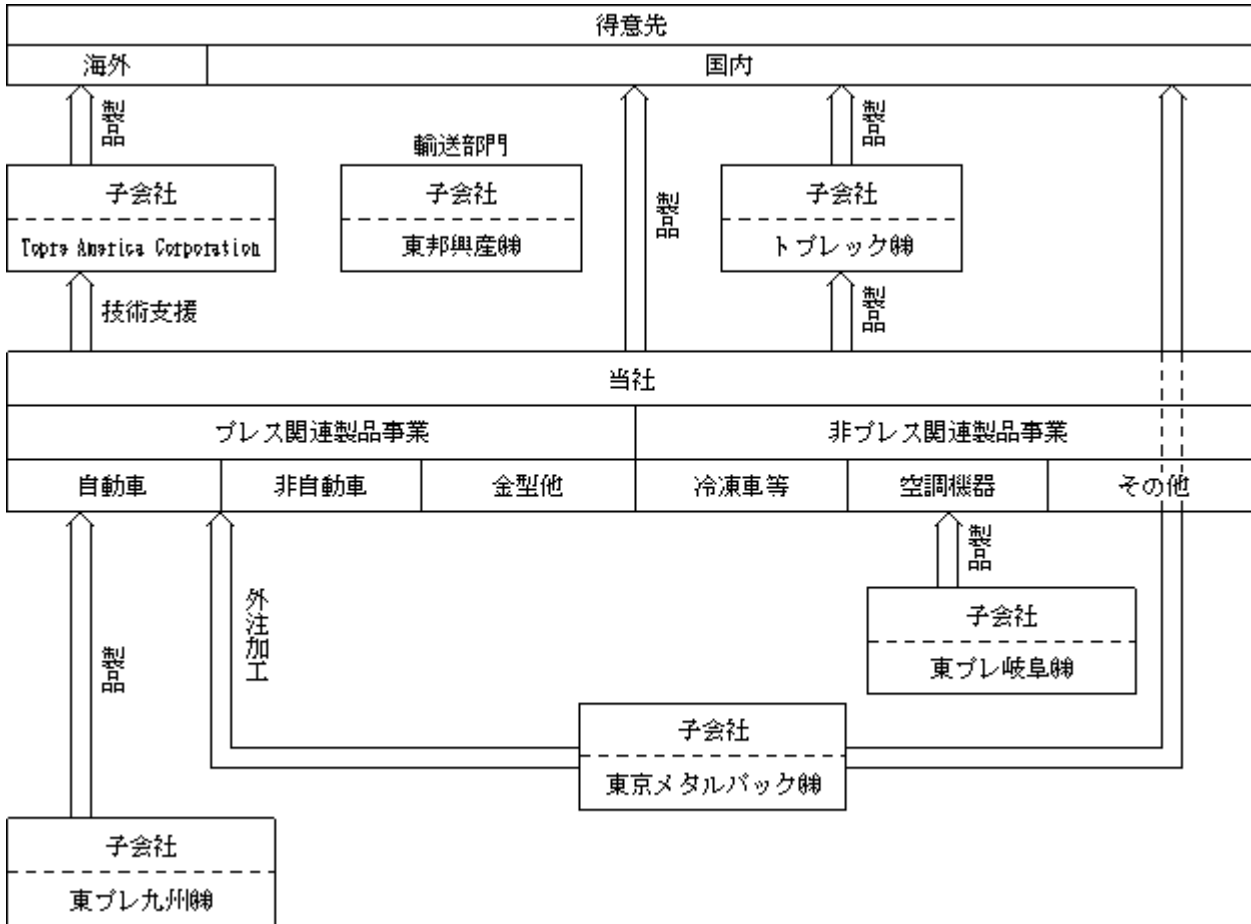 得意先
海外
国内
製品
輸送部門
製品
子会社
Topre America Corporation
子会社
東邦興産㈱
製品
子会社
トプレック㈱
技術支援
製品
当社
プレス関連製品事業
非プレス関連製品事業
自動車
非自動車
金型他
冷凍車等
空調機器
その他
製品
外注加工
製品
子会社
東プレ岐阜㈱
子会社
東京メタルパック㈱
子会社
東プレ九州㈱